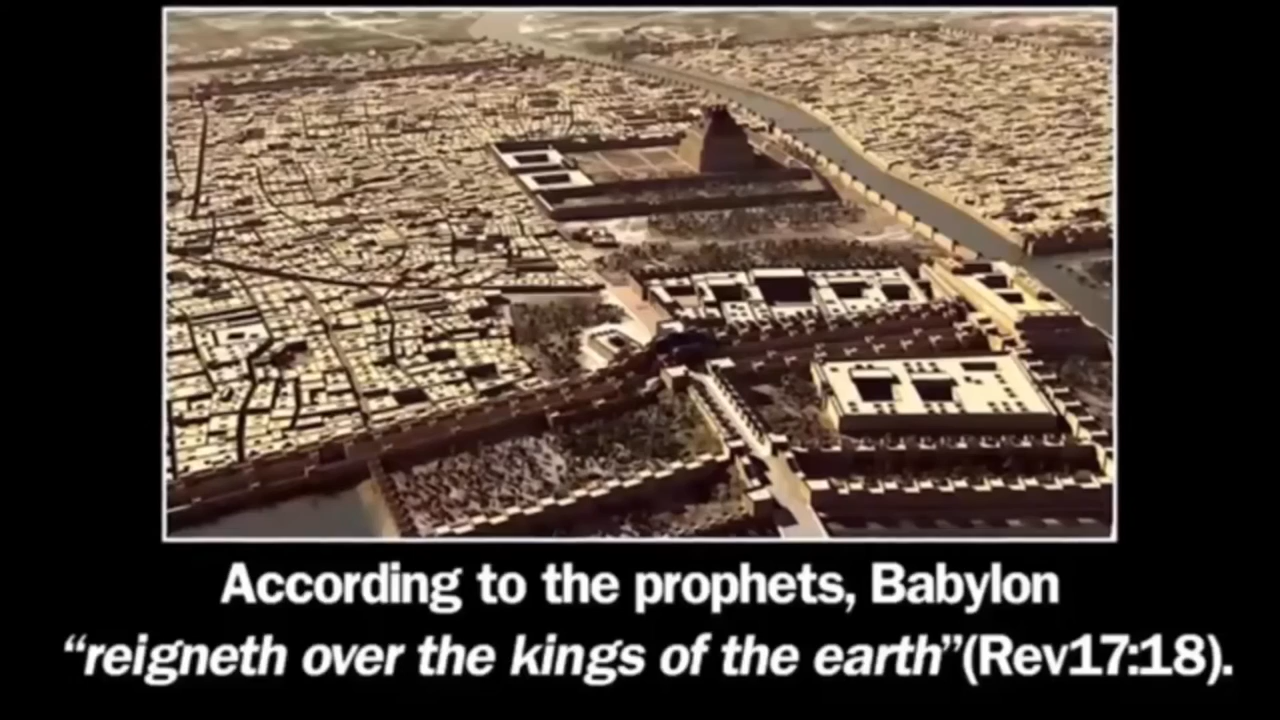 According to the prophets, Babylon
“reigneth over the kings of the earth”(Rev17:18).